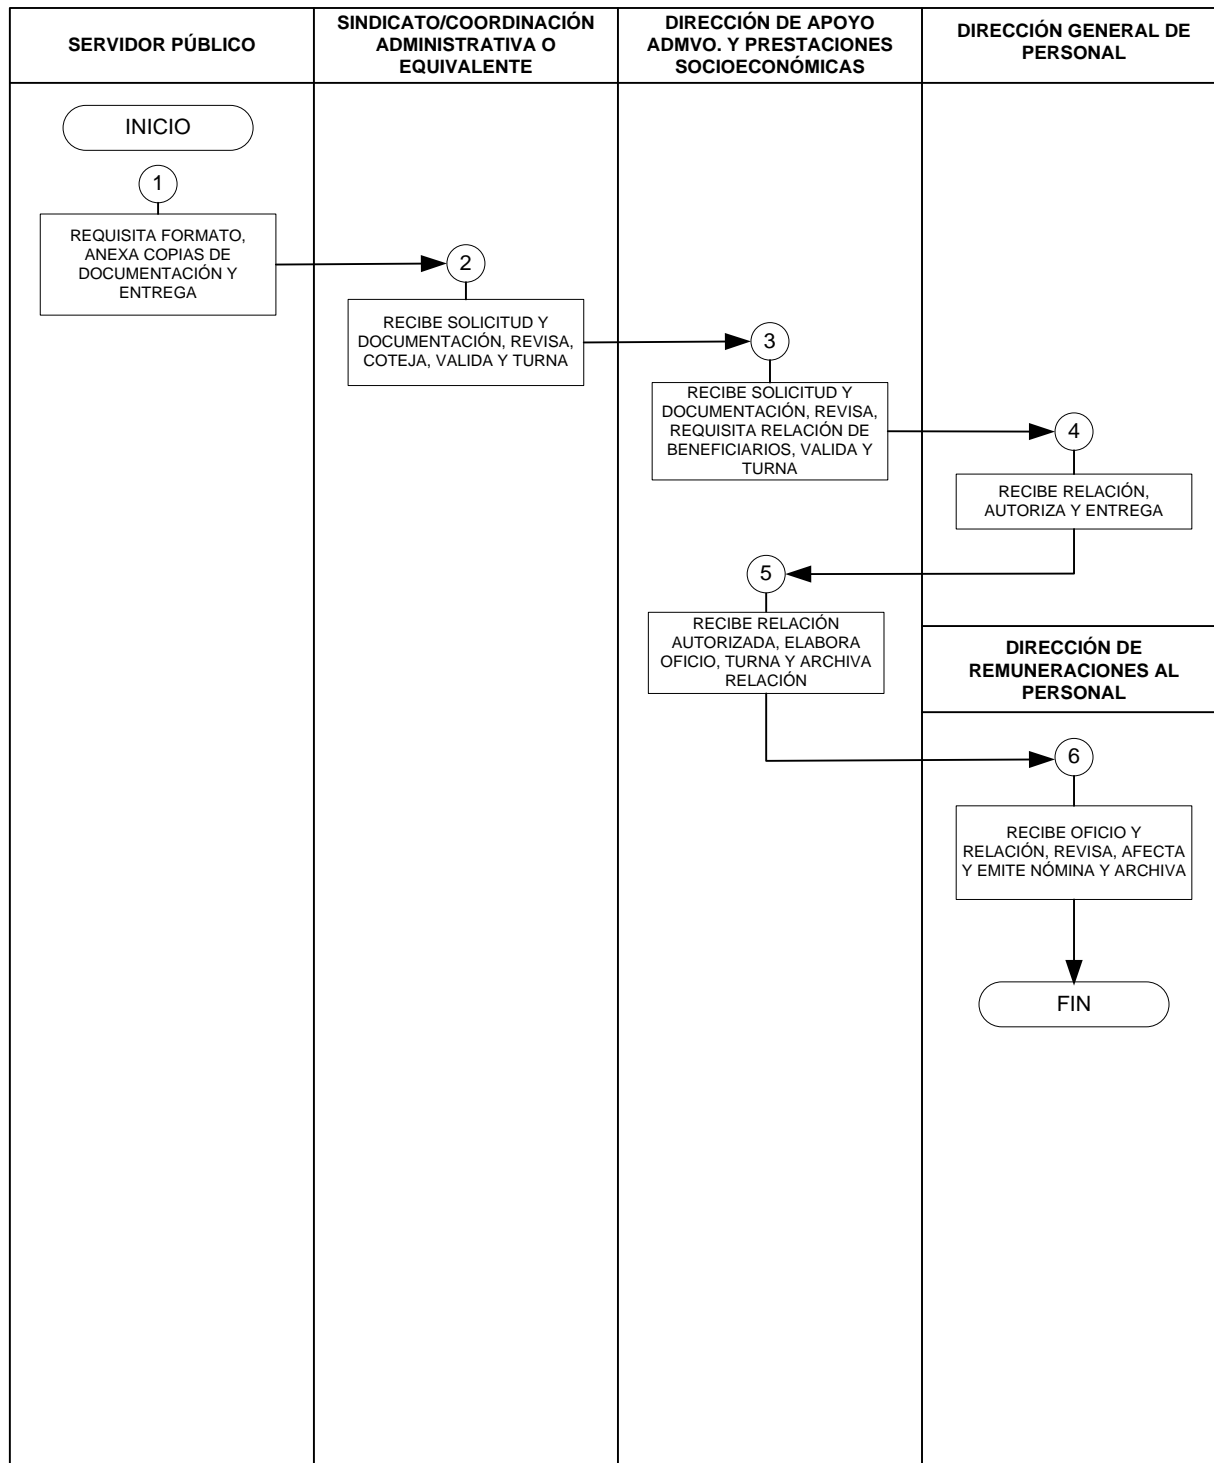 SERVIDOR PÚBLICO
SINDICATO/COORDINACIÓN
ADMINISTRATIVA O
EQUIVALENTE
DIRECCIÓN DE APOYO
ADMVO. Y PRESTACIONES
SOCIOECONÓMICAS
DIRECCIÓN GENERAL DE
PERSONAL
INICIO
1
REQUISITA FORMATO,
ANEXA COPIAS DE
DOCUMENTACIÓN Y
ENTREGA
2
RECIBE SOLICITUD Y
DOCUMENTACIÓN, REVISA,
COTEJA, VALIDA Y TURNA
3
RECIBE SOLICITUD Y
DOCUMENTACIÓN, REVISA,
REQUISITA RELACIÓN DE
BENEFICIARIOS, VALIDA Y
TURNA
4
RECIBE RELACIÓN,
AUTORIZA Y ENTREGA
5
RECIBE RELACIÓN
AUTORIZADA, ELABORA
OFICIO, TURNA Y ARCHIVA
RELACIÓN
DIRECCIÓN DE
REMUNERACIONES AL
PERSONAL
6
RECIBE OFICIO Y
RELACIÓN, REVISA, AFECTA
Y EMITE NÓMINA Y ARCHIVA
FIN